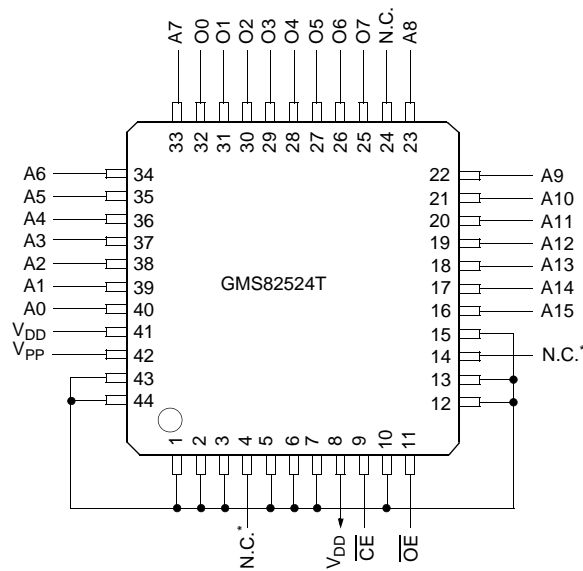 A7 O0 O1 O2 O3 O4 O5 O6 O7 N.C. A8
33 32 31 30 29 28 27 26 25 24 23
A6 34 22 A9
A5 35 21 A10
A4 36 20 A11
A3 37 19 A12
A2 38 18 A13
A1 39 GMS82524T 17 A14
A0 40 16 A15
VDD 41 15
VPP 42 14 N.C.*
43 13
44 12
1 2 3 4 5 6 7 8 9 10 11
N.C.* VDD CE OE